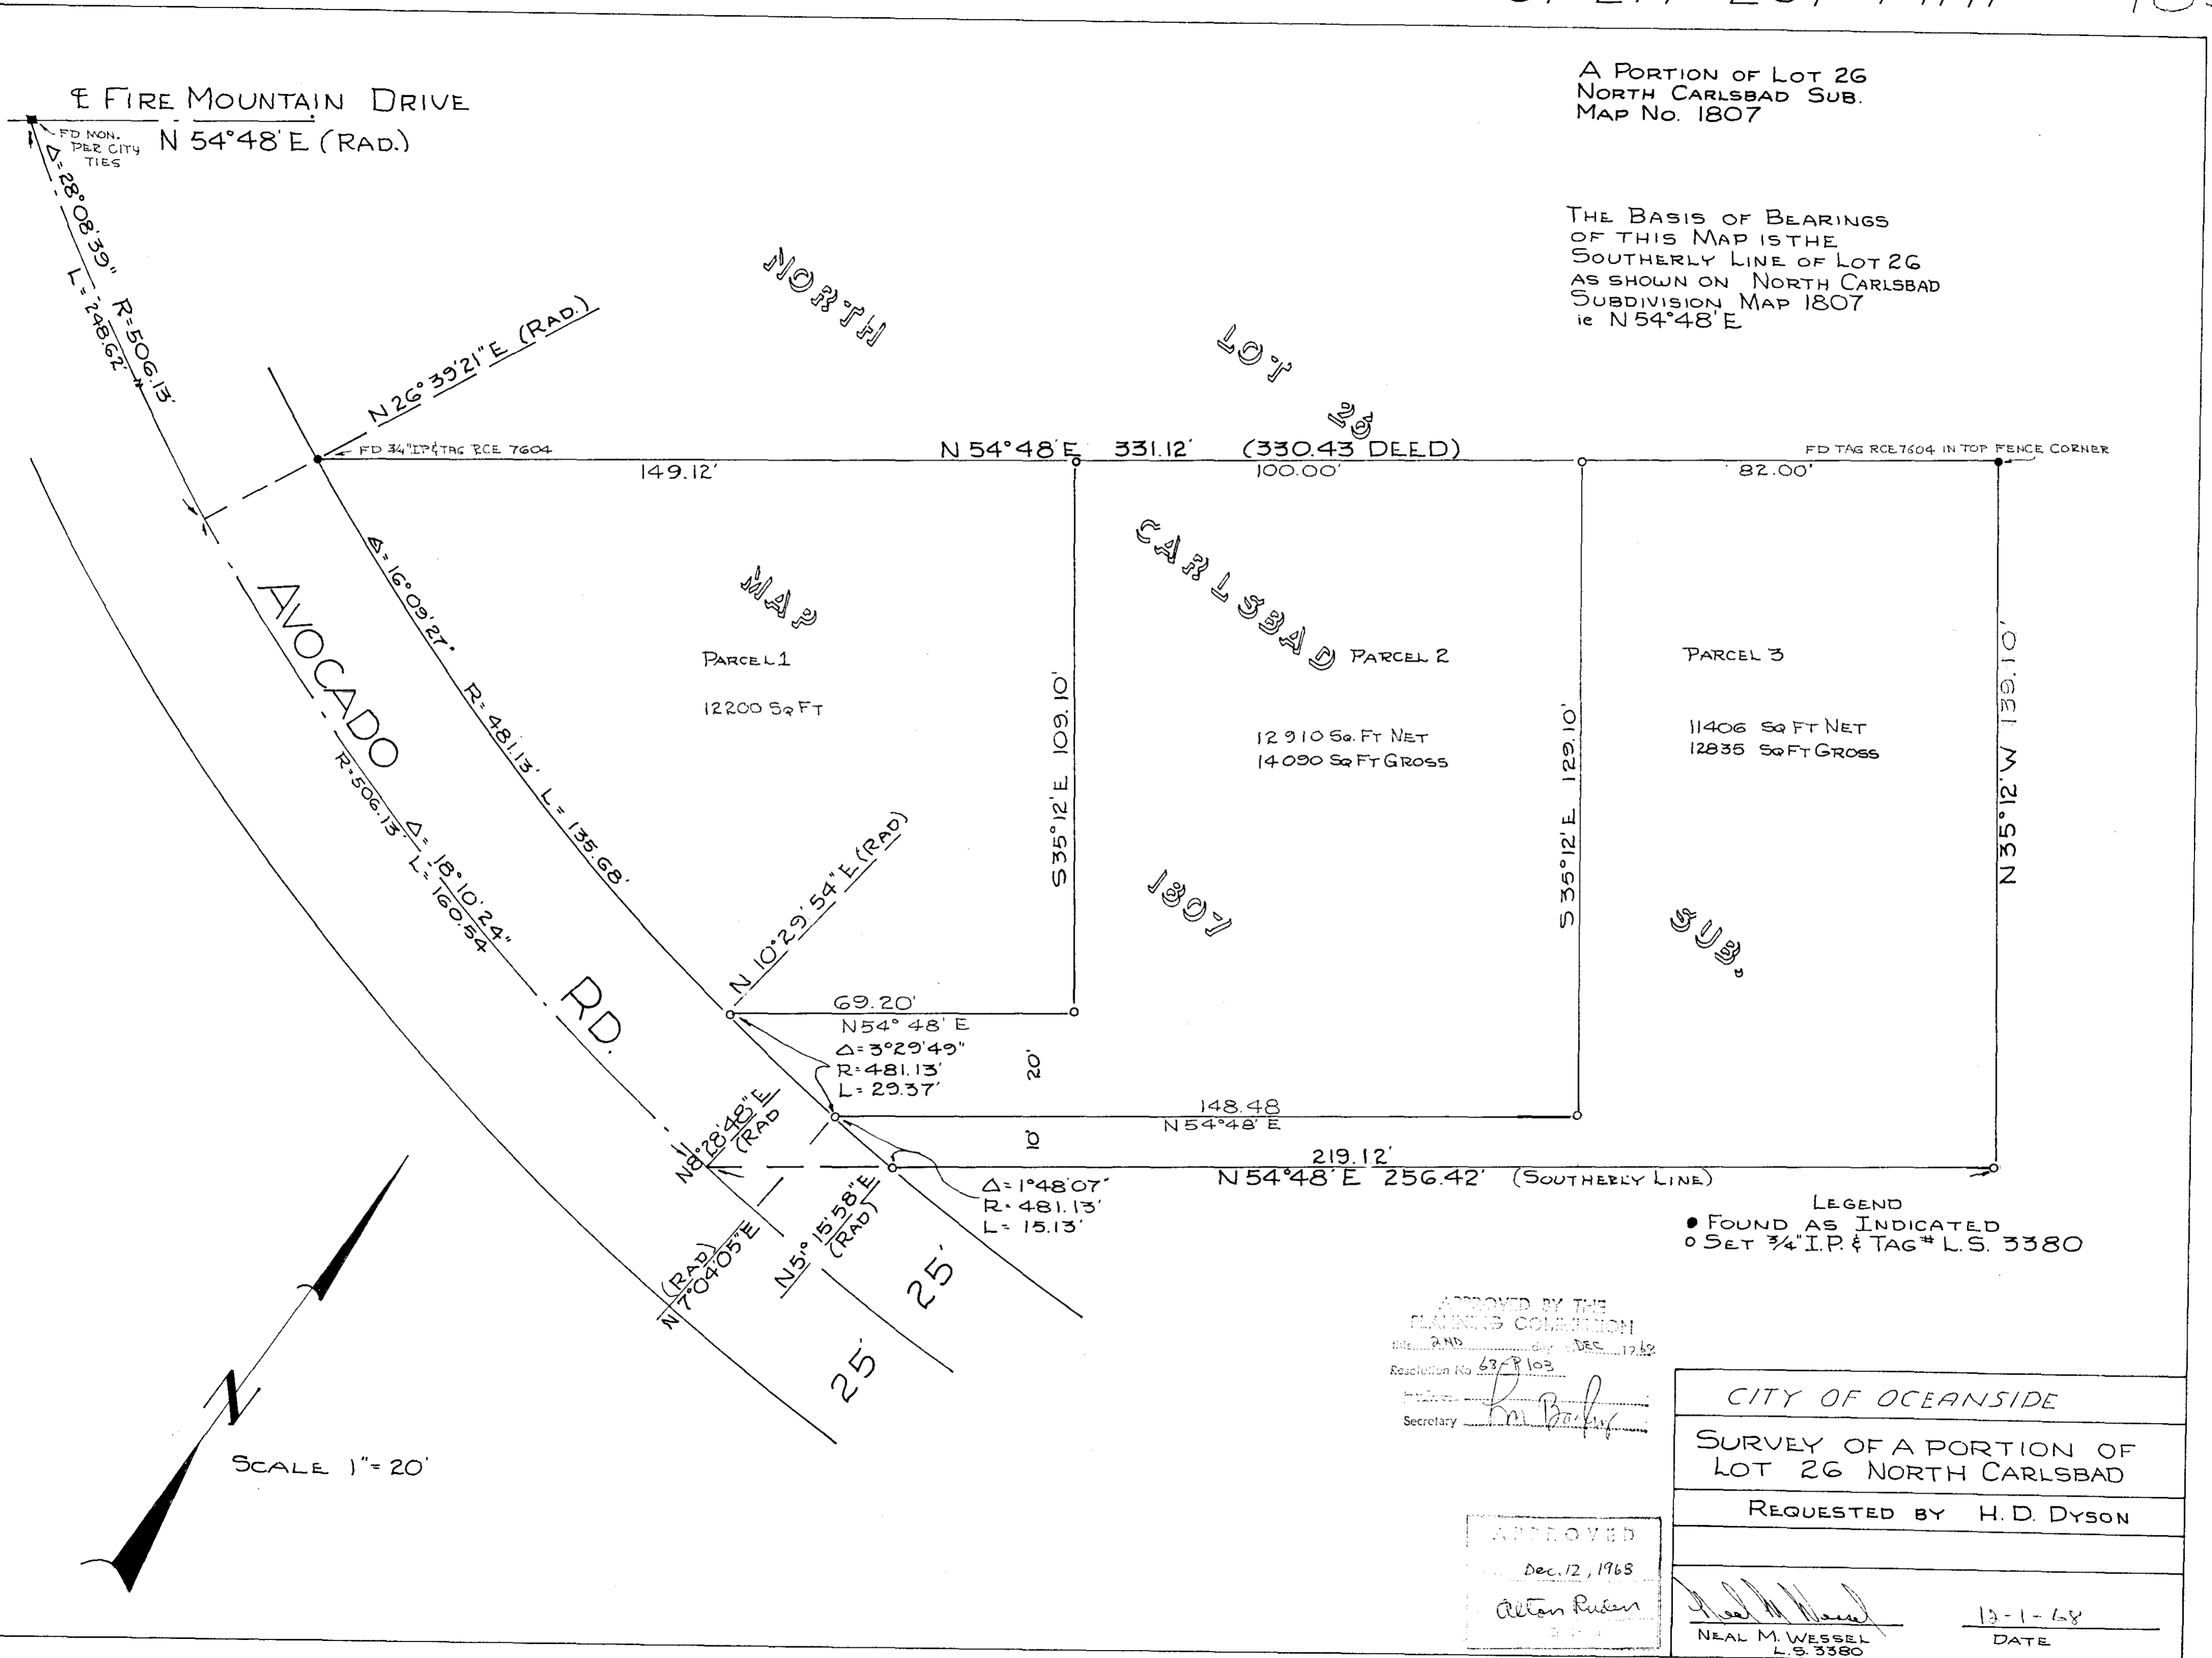 ℄ FIRE MOUNTAIN DRIVE
N 54°48' E (RAD.)
FD MON.
PER CITY
TIES
Δ=28°08'39" R=506.13'
L=248.62'
A PORTION OF LOT 26
NORTH CARLSBAD SUB.
MAP NO. 1807
THE BASIS OF BEARINGS
OF THIS MAP IS THE
SOUTHERLY LINE OF LOT 26
AS SHOWN ON NORTH CARLSBAD
SUBDIVISION MAP 1807
ie N 54°48' E
NORTH
LOT 26
N 26° 39' 21" E (RAD.)
FD 3/4" IP & TAG RCE 7604
N 54°48' E 331.12' (330.43 DEED)
FD TAG RCE 7604 IN TOP FENCE CORNER
149.12'
100.00'
82.00'
Δ=16°09'27"
R=481.13' L=135.68'
MAP
CARLSBAD
PARCEL 1
12200 SQ FT
PARCEL 2
12910 SQ. FT NET
14090 SQ FT GROSS
PARCEL 3
11406 SQ FT NET
12835 SQ FT GROSS
S 35°12' E 109.10'
S 35°12' E 129.10'
N 35°12' W 139.10'
AVOCADO
RD.
Δ=18°10'24"
R=506.13' L=160.54
N 10°29'54" E (RAD)
1807
SUB.
69.20'
N 54° 48' E
Δ=3°29'49"
R=481.13'
L=29.37'
20'
148.48
N 54°48' E
10'
219.12'
N 54°48' E 256.42' (SOUTHERLY LINE)
N 8°28'48" E
(RAD
Δ=1°48'07"
R=481.13'
L=15.13'
(RAD)
N 7°04'05" E
N 5° 15'58" E
(RAD)
25'
25'
LEGEND
● FOUND AS INDICATED
○ SET 3/4" I.P. & TAG # L.S. 3380
N
SCALE 1"=20'
APPROVED BY THE
PLANNING COMMISSION
this 2ND day DEC 1968
Resolution No 68-P103
Secretary
APPROVED
Dec. 12, 1968
Alton Ruden
CITY OF OCEANSIDE
SURVEY OF A PORTION OF
LOT 26 NORTH CARLSBAD
REQUESTED BY H. D. DYSON
Neal M Wessel
12-1-68
NEAL M. WESSEL
DATE
L.S. 3380